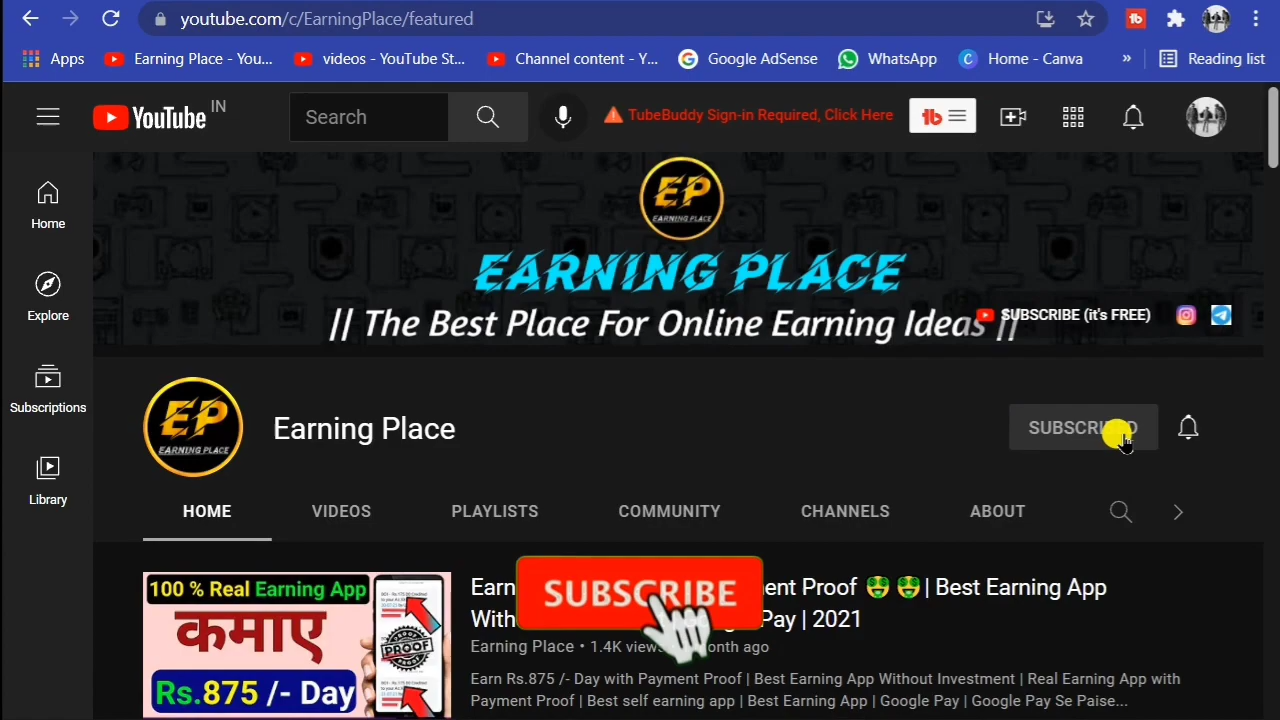 youtube.com/c/EarningPlace/featured
Apps
Earning Place - You...
videos - YouTube St...
Channel content - Y...
Google AdSense
WhatsApp
Home - Canva
»
Reading list
YouTube IN
Search
TubeBuddy Sign-in Required, Click Here
EP
EARNING PLACE
EARNING PLACE
|| The Best Place For Online Earning Ideas ||
SUBSCRIBE (it's FREE)
Home
Explore
Subscriptions
Library
EP
EARNING PLACE
Earning Place
SUBSCRIBED
HOME
VIDEOS
PLAYLISTS
COMMUNITY
CHANNELS
ABOUT
100 % Real Earning App
कमाए
PROOF
Rs.875 /- Day
SUBSCRIBE
Proof 🤑 🤑 | Best Earning App
Pay | 2021
Earning Place • 1.4K views ago
Earn Rs.875 /- Day with Payment Proof | Best Earning App Without Investment | Real Earning App with
Payment Proof | Best self earning app | Best Earning App | Google Pay | Google Pay Se Paise...